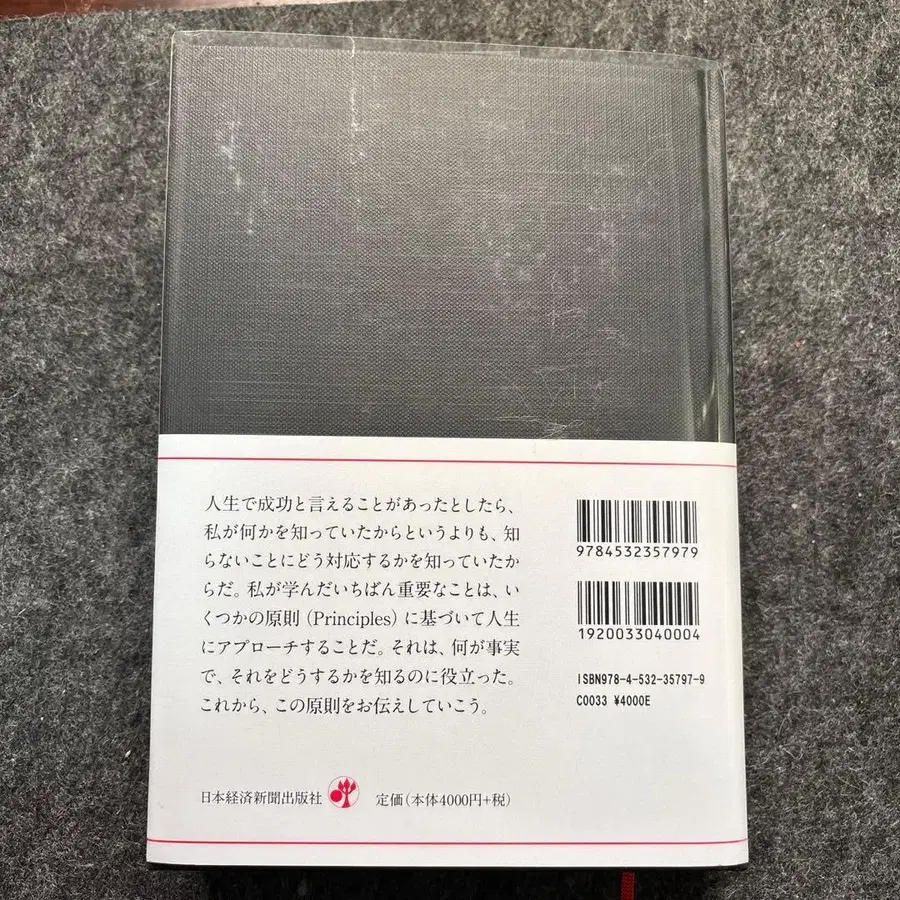 人生で成功と言えることがあったとしたら、
私が何かを知っていたからというよりも、知
らないことにどう対応するかを知っていたか
らだ。私が学んだいちばん重要なことは、い
くつかの原則（Principles）に基づいて人生
にアプローチすることだ。それは、何が事実
で、それをどうするかを知るのに役立った。
これから、この原則をお伝えしていこう。
9784532357979
1920033040004
ISBN978-4-532-35797-9
C0033 ¥4000E
日本経済新聞出版社
定価（本体4000円+税）